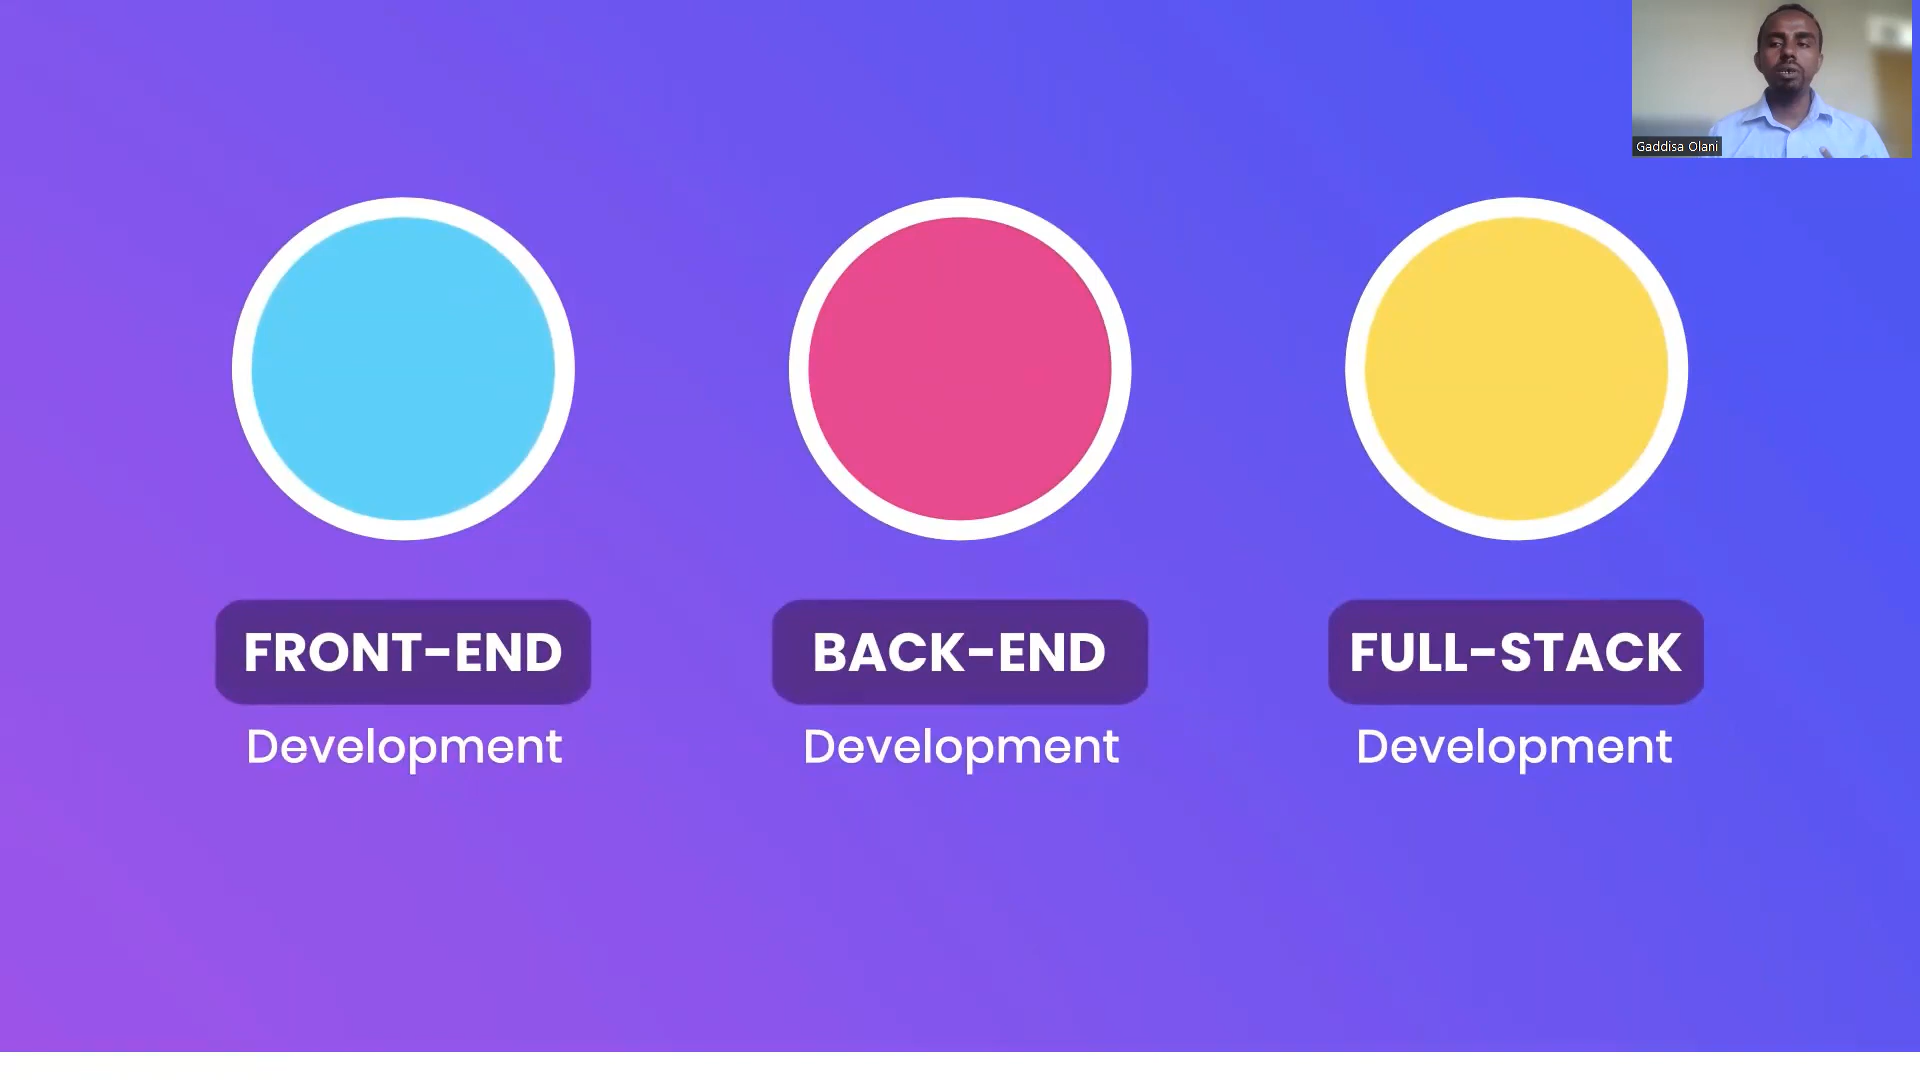 Gaddisa Olani
FRONT-END
Development
BACK-END
Development
FULL-STACK
Development